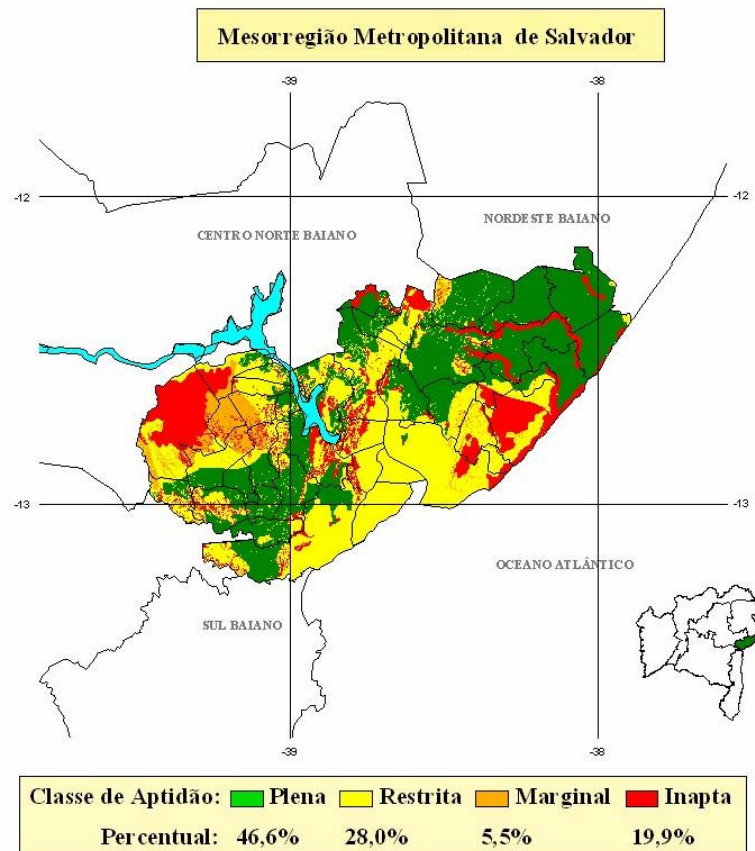 Mesorregião Metropolitana de Salvador
-39 -38
-12 -12
NORDESTE BAIANO
CENTRO NORTE BAIANO
-13 -13
OCEANO ATLÂNTICO
SUL BAIANO
-39 -38
Classe de Aptidão: Plena Restrita Marginal Inapta
Percentual: 46,6% 28,0% 5,5% 19,9%